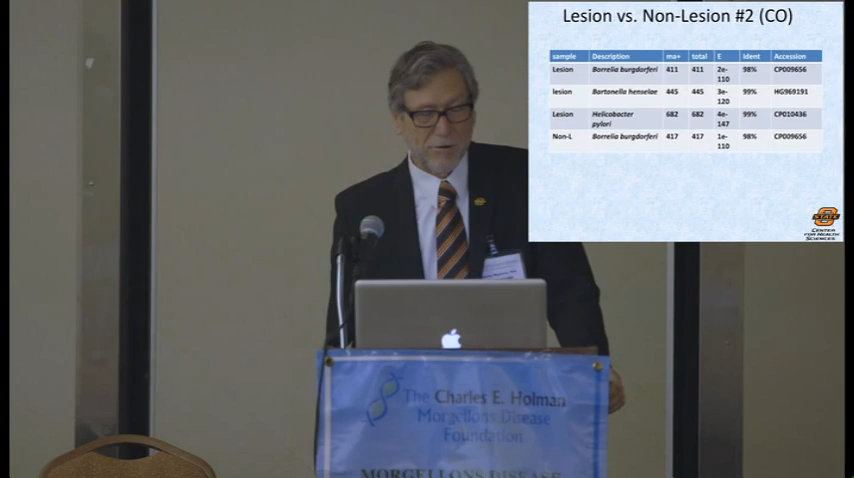 Lesion vs. Non-Lesion #2 (CO)
sample Description ma+ total E Ident Accession
Lesion Borrelia burgdorferi 411 411 2e-110 98% CP009656
lesion Bartonella henselae 445 445 3e-120 99% HG969191
Lesion Helicobacter pylori 682 682 4e-147 99% CP010436
Non-L Borrelia burgdorferi 417 417 1e-110 98% CP009656
STATE
CENTER
FOR HEALTH
SCIENCES
The Charles E. Holman
Morgellons Disease
Foundation
MORGELLONS DISEASE